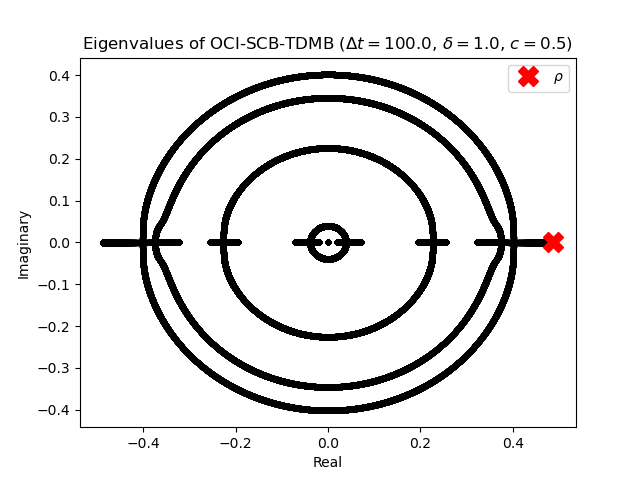 Eigenvalues of OCI-SCB-TDMB (Δt = 100.0, δ = 1.0, c = 0.5)
ρ
0.4
0.3
0.2
0.1
0.0
−0.1
−0.2
−0.3
−0.4
Imaginary
−0.4 −0.2 0.0 0.2 0.4
Real